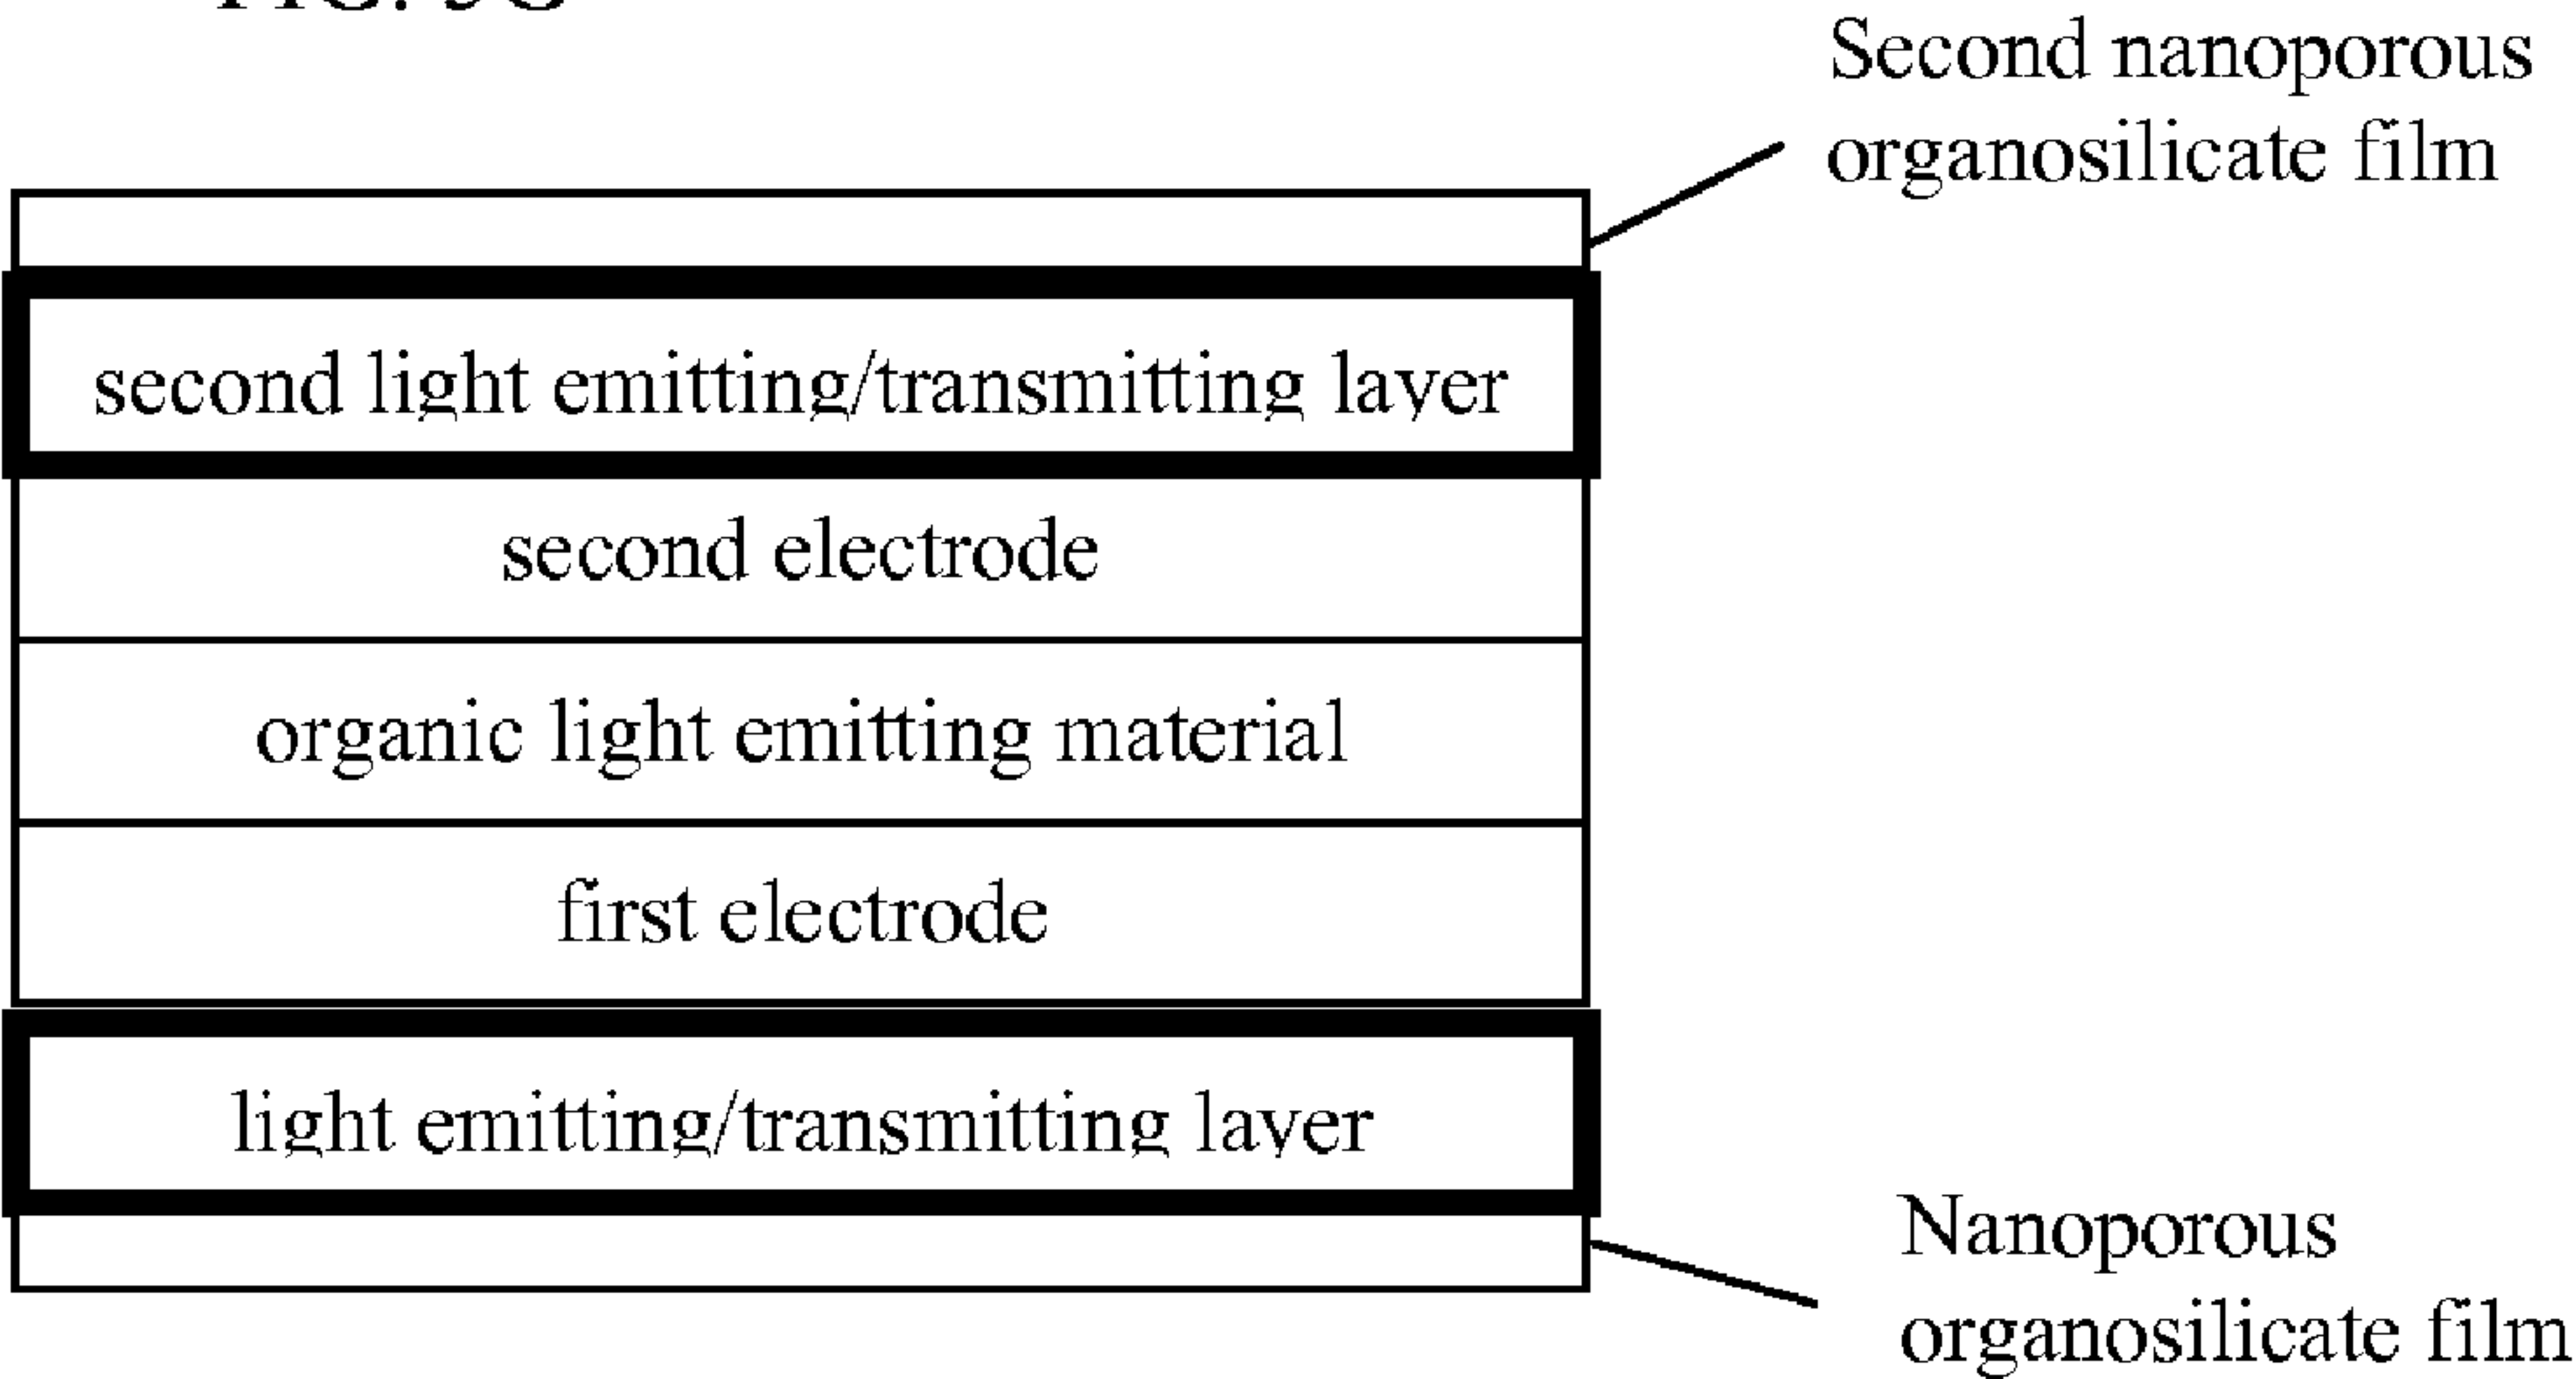 Second nanoporous
organosilicate film
second light emitting/transmitting layer
second electrode
organic light emitting material
first electrode
light emitting/transmitting layer
Nanoporous
organosilicate film